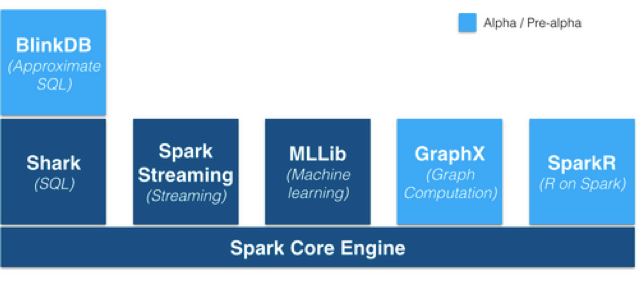 Alpha / Pre-alpha
BlinkDB
(Approximate
SQL)
Shark
(SQL)
Spark
Streaming
(Streaming)
MLLib
(Machine
learning)
GraphX
(Graph
Computation)
SparkR
(R on Spark)
Spark Core Engine